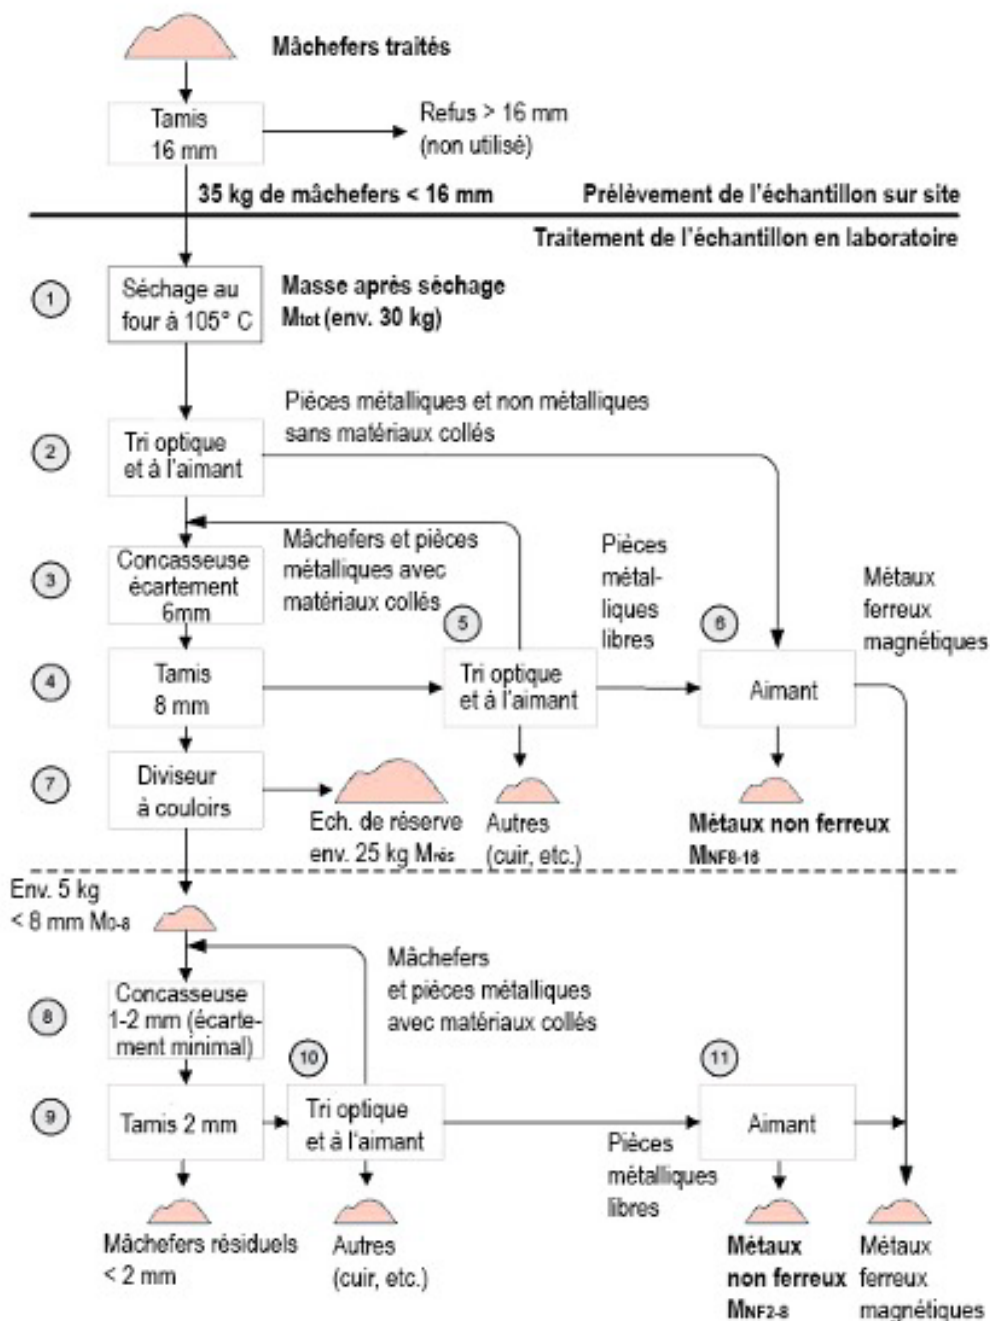 Mâchefers traités
Tamis
16 mm
Refus > 16 mm
(non utilisé)
35 kg de mâchefers < 16 mm
Prélèvement de l'échantillon sur site
Traitement de l'échantillon en laboratoire
1
Séchage au
four à 105° C
Masse après séchage
Mtot (env. 30 kg)
Pièces métalliques et non métalliques
sans matériaux collés
2
Tri optique
et à l'aimant
3
Concasseuse
écartement
6mm
Mâchefers et pièces
métalliques avec
matériaux collés
5
Pièces
métal-
liques
libres
6
Métaux
ferreux
magnétiques
4
Tamis
8 mm
Tri optique
et à l'aimant
Aimant
7
Diviseur
à couloirs
Ech. de réserve
env. 25 kg Mrés
Autres
(cuir, etc.)
Métaux non ferreux
MNF8-16
Env. 5 kg
< 8 mm M0-8
Mâchefers
et pièces métalliques
avec matériaux collés
8
Concasseuse
1-2 mm (écarte-
ment minimal)
10
11
9
Tamis 2 mm
Tri optique
et à l'aimant
Aimant
Pièces
métalliques
libres
Mâchefers résiduels
< 2 mm
Autres
(cuir, etc.)
Métaux
non ferreux
MNF2-8
Métaux
ferreux
magnétiques